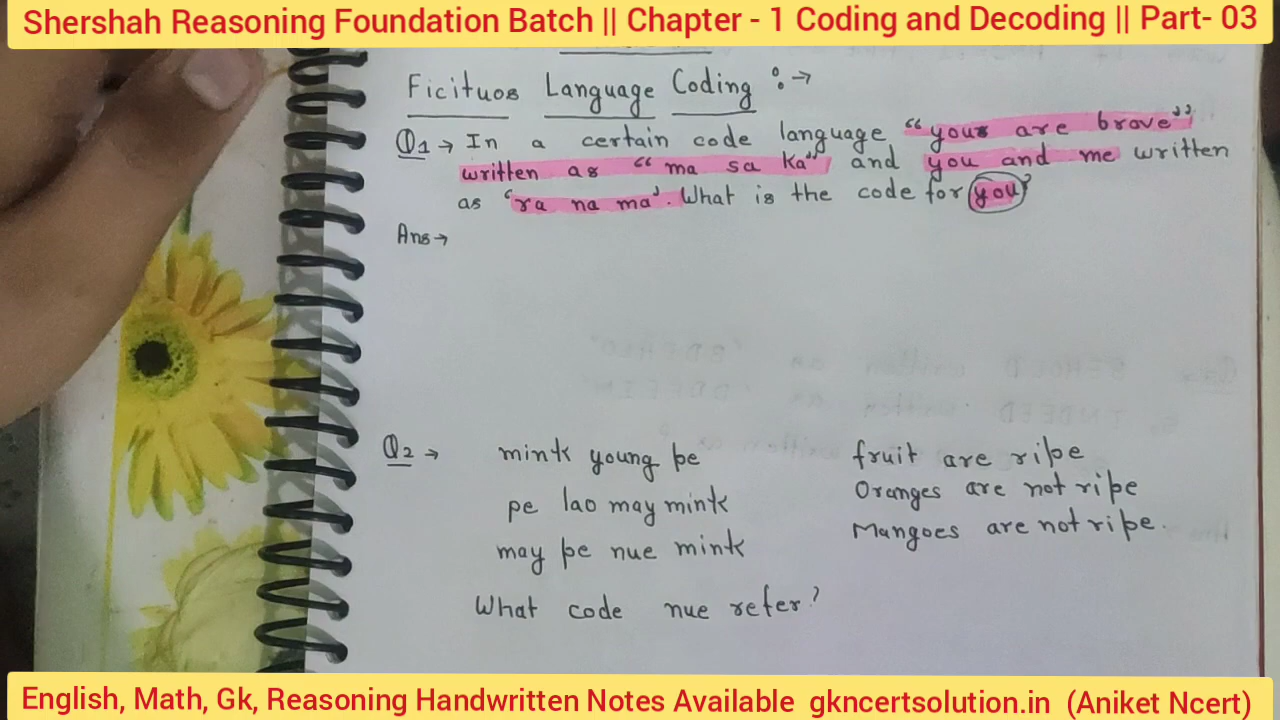 Shershah Reasoning Foundation Batch || Chapter - 1 Coding and Decoding || Part- 03
Ficituos Language Coding :→
Q1 → In a certain code language "your are brave"
written as "ma sa ka" and you and me written
as 'ra na ma'. What is the code for you?
Ans →
Q2 → mink young pe fruit are ripe
pe lao may mink Oranges are not ripe
may pe nue mink Mangoes are not ripe.
What code nue refer?
English, Math, Gk, Reasoning Handwritten Notes Available gkncertsolution.in (Aniket Ncert)